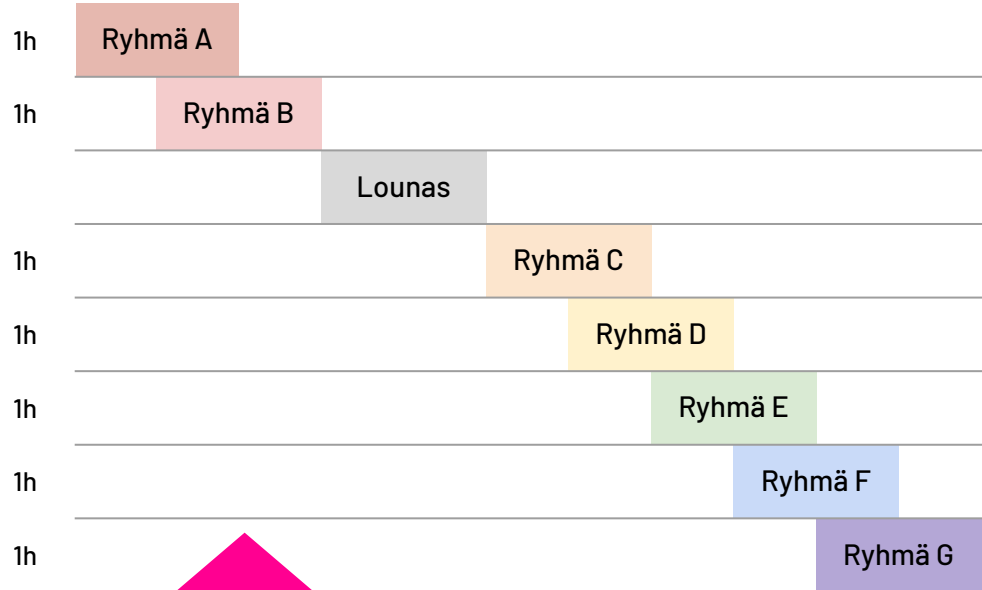 1h Ryhmä A
1h Ryhmä B
Lounas
1h Ryhmä C
1h Ryhmä D
1h Ryhmä E
1h Ryhmä F
1h Ryhmä G